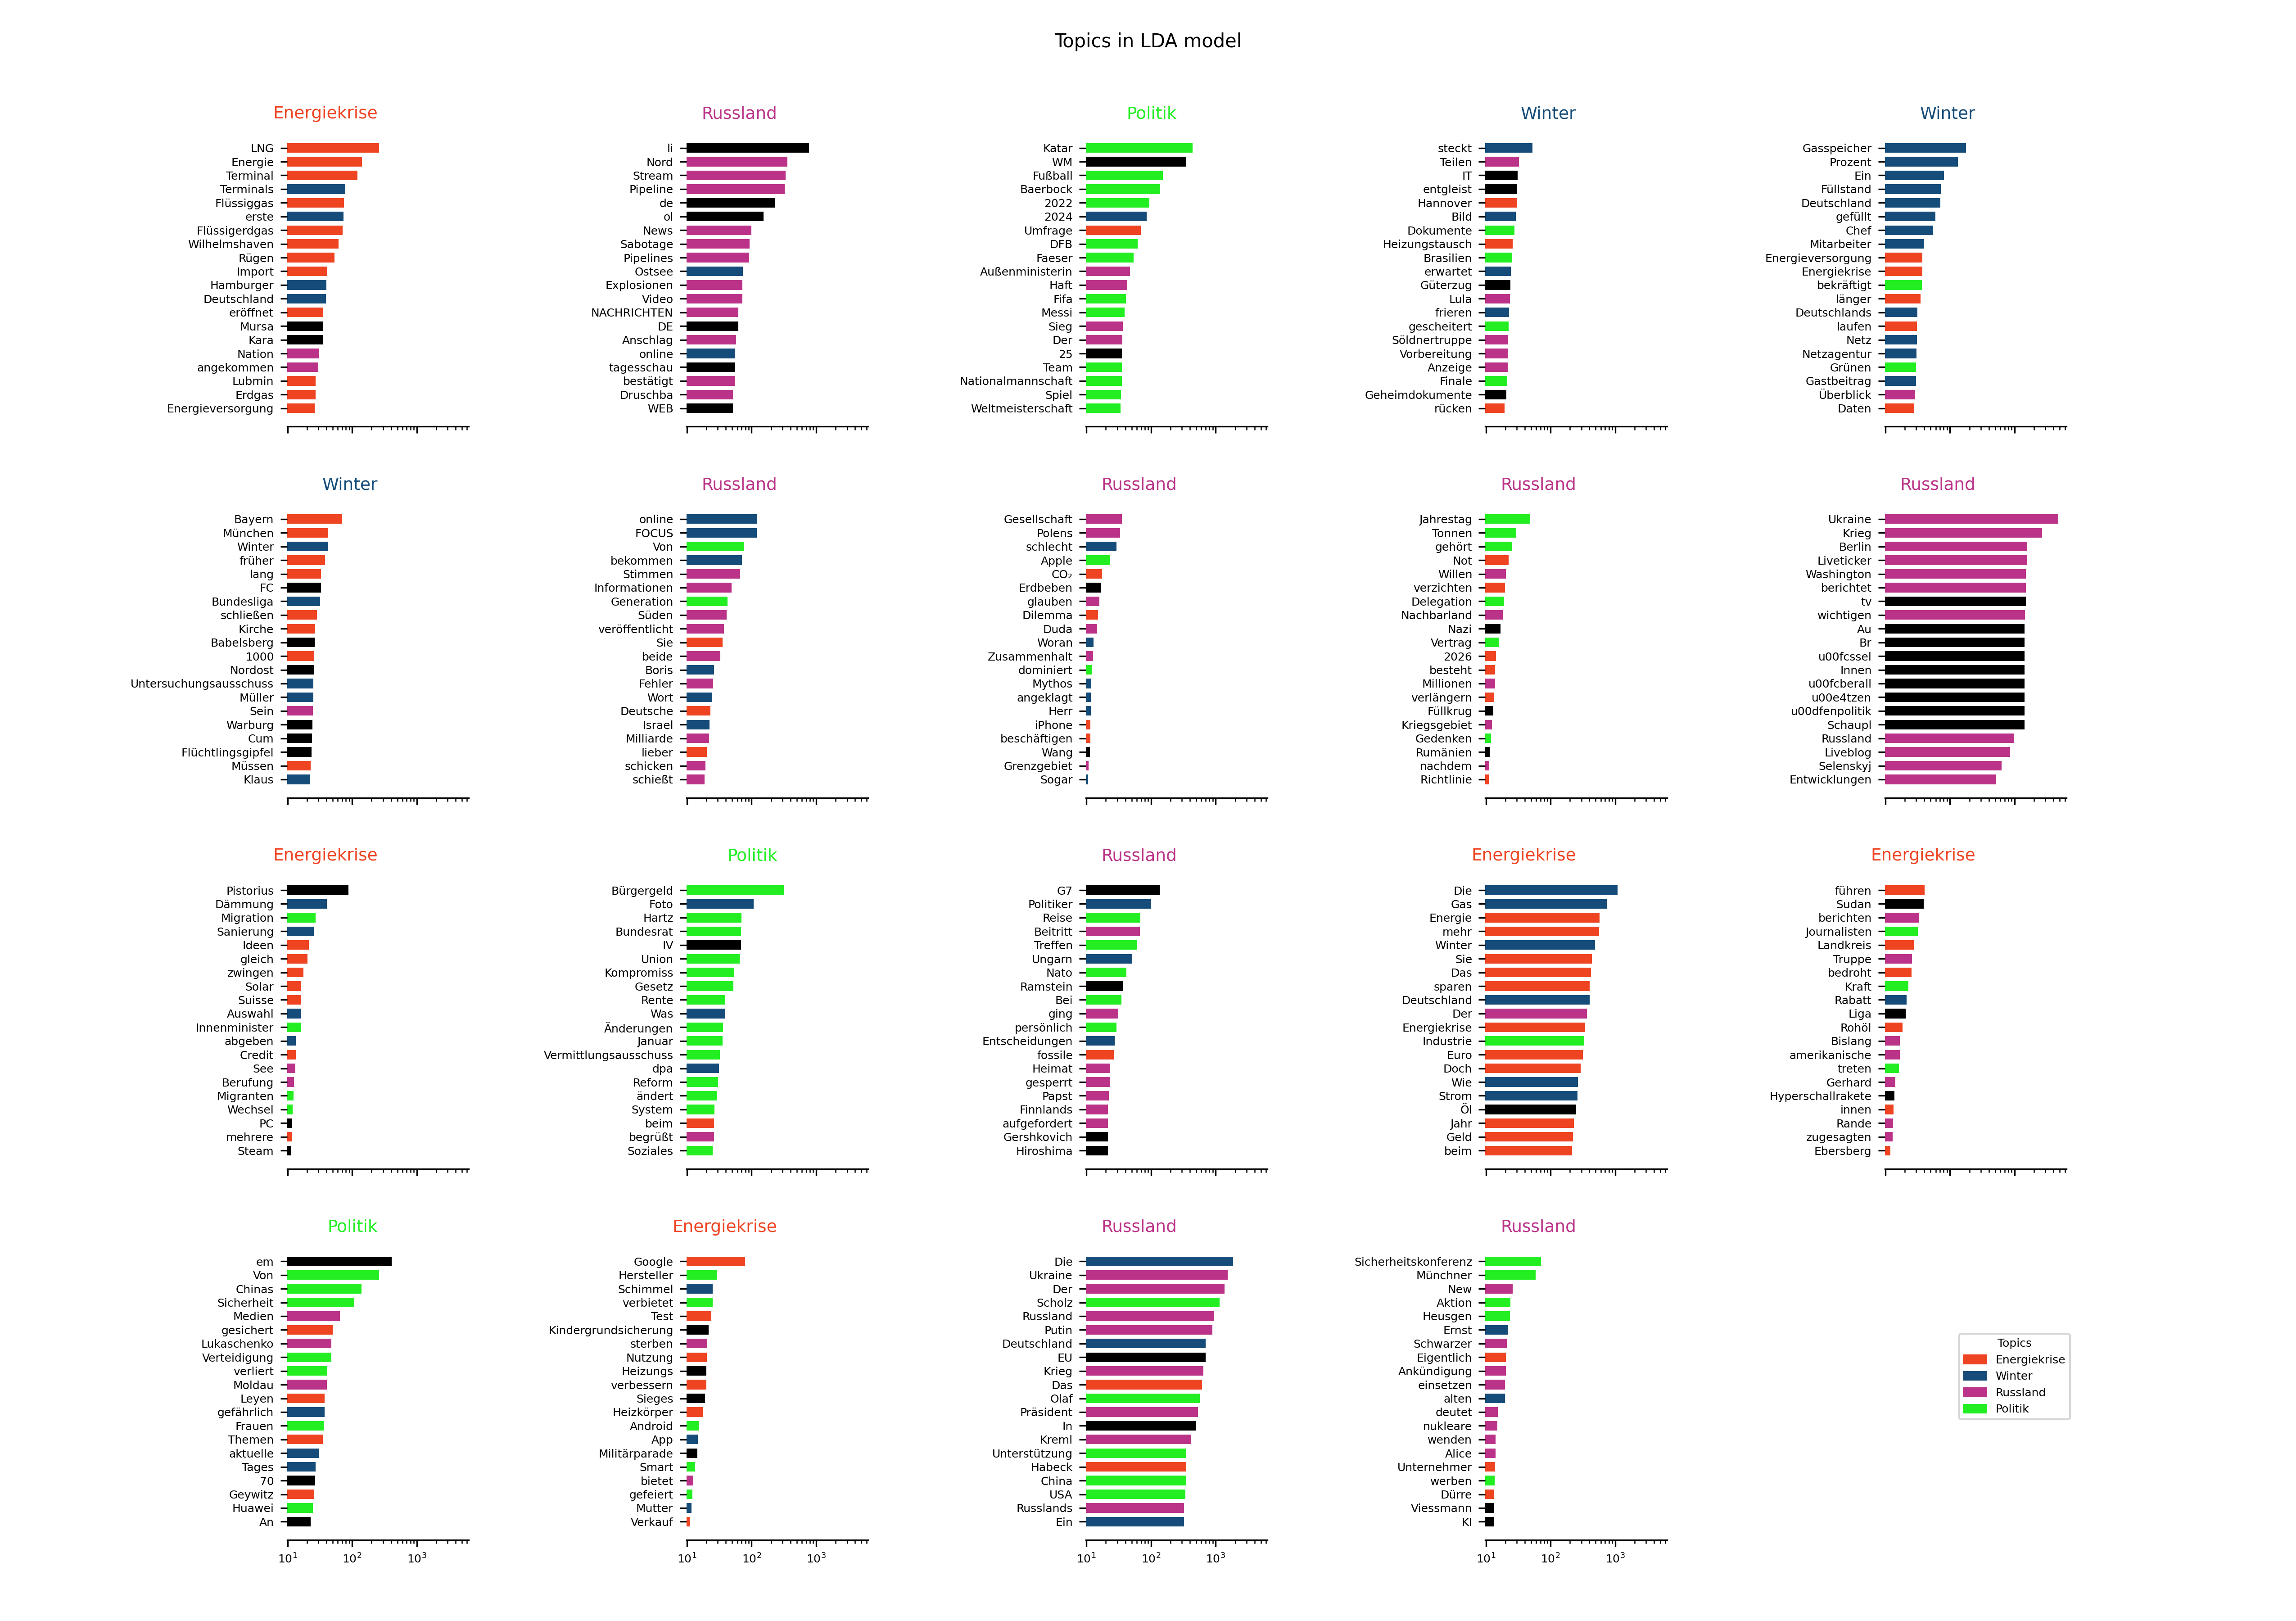 Topics in LDA model
Energiekrise
LNG
Energie
Terminal
Terminals
Flüssiggas
erste
Flüssigerdgas
Wilhelmshaven
Rügen
Import
Hamburger
Deutschland
eröffnet
Mursa
Kara
Nation
angekommen
Lubmin
Erdgas
Energieversorgung
Russland
li
Nord
Stream
Pipeline
de
ol
News
Sabotage
Pipelines
Ostsee
Explosionen
Video
NACHRICHTEN
DE
Anschlag
online
tagesschau
bestätigt
Druschba
WEB
Politik
Katar
WM
Fußball
Baerbock
2022
2024
Umfrage
DFB
Faeser
Außenministerin
Haft
Fifa
Messi
Sieg
Der
25
Team
Nationalmannschaft
Spiel
Weltmeisterschaft
Winter
steckt
Teilen
IT
entgleist
Hannover
Bild
Dokumente
Heizungstausch
Brasilien
erwartet
Güterzug
Lula
frieren
gescheitert
Söldnertruppe
Vorbereitung
Anzeige
Finale
Geheimdokumente
rücken
Winter
Gasspeicher
Prozent
Ein
Füllstand
Deutschland
gefüllt
Chef
Mitarbeiter
Energieversorgung
Energiekrise
bekräftigt
länger
Deutschlands
laufen
Netz
Netzagentur
Grünen
Gastbeitrag
Überblick
Daten
Winter
Bayern
München
Winter
früher
lang
FC
Bundesliga
schließen
Kirche
Babelsberg
1000
Nordost
Untersuchungsausschuss
Müller
Sein
Warburg
Cum
Flüchtlingsgipfel
Müssen
Klaus
Russland
online
FOCUS
Von
bekommen
Stimmen
Informationen
Generation
Süden
veröffentlicht
Sie
beide
Boris
Fehler
Wort
Deutsche
Israel
Milliarde
lieber
schicken
schießt
Russland
Gesellschaft
Polens
schlecht
Apple
CO₂
Erdbeben
glauben
Dilemma
Duda
Woran
Zusammenhalt
dominiert
Mythos
angeklagt
Herr
iPhone
beschäftigen
Wang
Grenzgebiet
Sogar
Russland
Jahrestag
Tonnen
gehört
Not
Willen
verzichten
Delegation
Nachbarland
Nazi
Vertrag
2026
besteht
Millionen
verlängern
Füllkrug
Kriegsgebiet
Gedenken
Rumänien
nachdem
Richtlinie
Russland
Ukraine
Krieg
Berlin
Liveticker
Washington
berichtet
tv
wichtigen
Au
Br
u00fcssel
Innen
u00fcberall
u00e4tzen
u00dfenpolitik
Schaupl
Russland
Liveblog
Selenskyj
Entwicklungen
Energiekrise
Pistorius
Dämmung
Migration
Sanierung
Ideen
gleich
zwingen
Solar
Suisse
Auswahl
Innenminister
abgeben
Credit
See
Berufung
Migranten
Wechsel
PC
mehrere
Steam
Politik
Bürgergeld
Foto
Hartz
Bundesrat
IV
Union
Kompromiss
Gesetz
Rente
Was
Änderungen
Januar
Vermittlungsausschuss
dpa
Reform
ändert
System
beim
begrüßt
Soziales
Russland
G7
Politiker
Reise
Beitritt
Treffen
Ungarn
Nato
Ramstein
Bei
ging
persönlich
Entscheidungen
fossile
Heimat
gesperrt
Papst
Finnlands
aufgefordert
Gershkovich
Hiroshima
Energiekrise
Die
Gas
Energie
mehr
Winter
Sie
Das
sparen
Deutschland
Der
Energiekrise
Industrie
Euro
Doch
Wie
Strom
Öl
Jahr
Geld
beim
Energiekrise
führen
Sudan
berichten
Journalisten
Landkreis
Truppe
bedroht
Kraft
Rabatt
Liga
Rohöl
Bislang
amerikanische
treten
Gerhard
Hyperschallrakete
innen
Rande
zugesagten
Ebersberg
Politik
em
Von
Chinas
Sicherheit
Medien
gesichert
Lukaschenko
Verteidigung
verliert
Moldau
Leyen
gefährlich
Frauen
Themen
aktuelle
Tages
70
Geywitz
Huawei
An
10¹ 10² 10³
Energiekrise
Google
Hersteller
Schimmel
verbietet
Test
Kindergrundsicherung
sterben
Nutzung
Heizungs
verbessern
Sieges
Heizkörper
Android
App
Militärparade
Smart
bietet
gefeiert
Mutter
Verkauf
10¹ 10² 10³
Russland
Die
Ukraine
Der
Scholz
Russland
Putin
Deutschland
EU
Krieg
Das
Olaf
Präsident
In
Kreml
Unterstützung
Habeck
China
USA
Russlands
Ein
10¹ 10² 10³
Russland
Sicherheitskonferenz
Münchner
New
Aktion
Heusgen
Ernst
Schwarzer
Eigentlich
Ankündigung
einsetzen
alten
deutet
nukleare
wenden
Alice
Unternehmer
werben
Dürre
Viessmann
KI
10¹ 10² 10³
Topics
Energiekrise
Winter
Russland
Politik